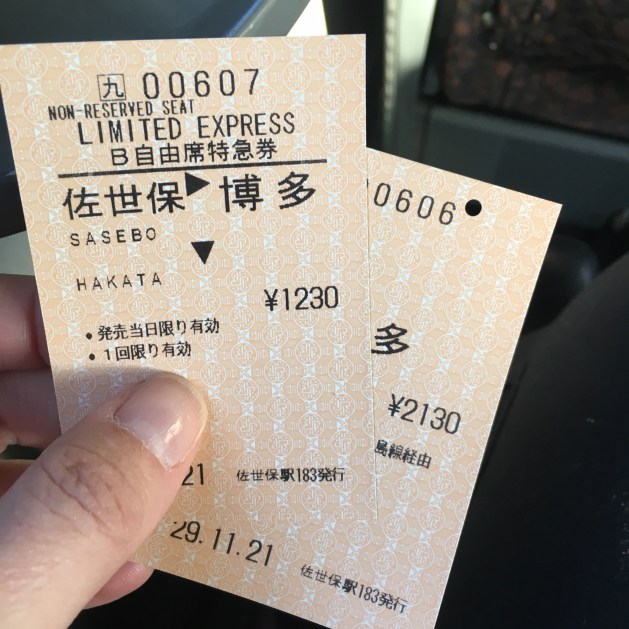 九 00607
NON-RESERVED SEAT
LIMITED EXPRESS
B自由席特急券
佐世保▶博多
SASEBO
▼
HAKATA
¥1230
•発売当日限り有効
•1回限り有効
21 佐世保駅183発行
0606●
多
¥2130
島線経由
29.11.21
佐世保駅183発行